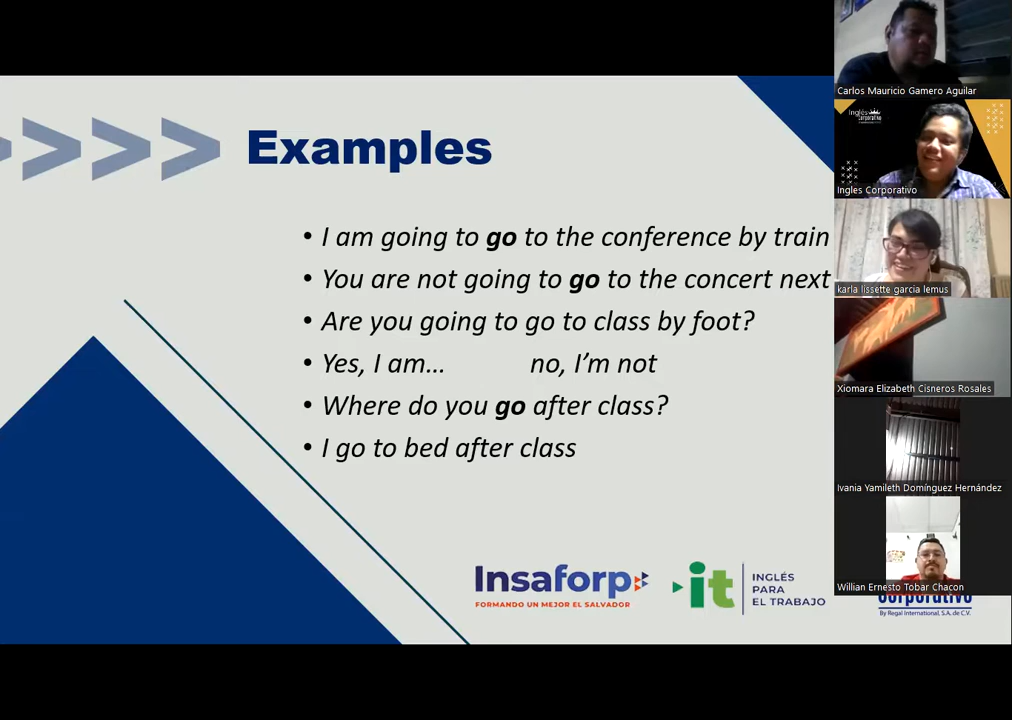 Examples
• I am going to go to the conference by train
• You are not going to go to the concert next
• Are you going to go to class by foot?
• Yes, I am... no, I'm not
• Where do you go after class?
• I go to bed after class
Insaforp
FORMANDO UN MEJOR EL SALVADOR
it
INGLÉS
PARA
EL TRABAJO
Corporativo
By Regal International, S.A. de C.V.
Carlos Mauricio Gamero Aguilar
Inglés
Corporativo
Ingles Corporativo
karla lissette garcia lemus
Xiomara Elizabeth Cisneros Rosales
Ivania Yamileth Domínguez Hernández
Willian Ernesto Tobar Chacon